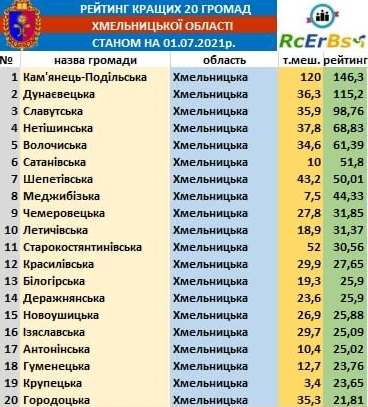 РЕЙТИНГ КРАЩИХ 20 ГРОМАД
ХМЕЛЬНИЦЬКОЇ ОБЛАСТІ
СТАНОМ НА 01.07.2021р.
RcErBs
№ назва громади область т.меш. рейтинг
1 Кам'янець-Подільська Хмельницька 120 146,3
2 Дунаєвецька Хмельницька 36,3 115,2
3 Славутська Хмельницька 35,9 98,76
4 Нетішинська Хмельницька 37,8 68,83
5 Волочиська Хмельницька 34,6 61,39
6 Сатанівська Хмельницька 10 51,8
7 Шепетівська Хмельницька 43,2 50,01
8 Меджибізька Хмельницька 7,5 44,33
9 Чемеровецька Хмельницька 27,8 31,85
10 Летичівська Хмельницька 18,9 31,37
11 Старокостянтинівська Хмельницька 52 30,56
12 Красилівська Хмельницька 29,9 27,65
13 Білогірська Хмельницька 19,3 25,9
14 Деражнянська Хмельницька 23,6 25,9
15 Новоушицька Хмельницька 26,9 25,88
16 Ізяславська Хмельницька 29,7 25,09
17 Антонінська Хмельницька 10,4 25,02
18 Гуменецька Хмельницька 12,7 23,76
19 Крупецька Хмельницька 3,4 23,65
20 Городоцька Хмельницька 35,3 21,81